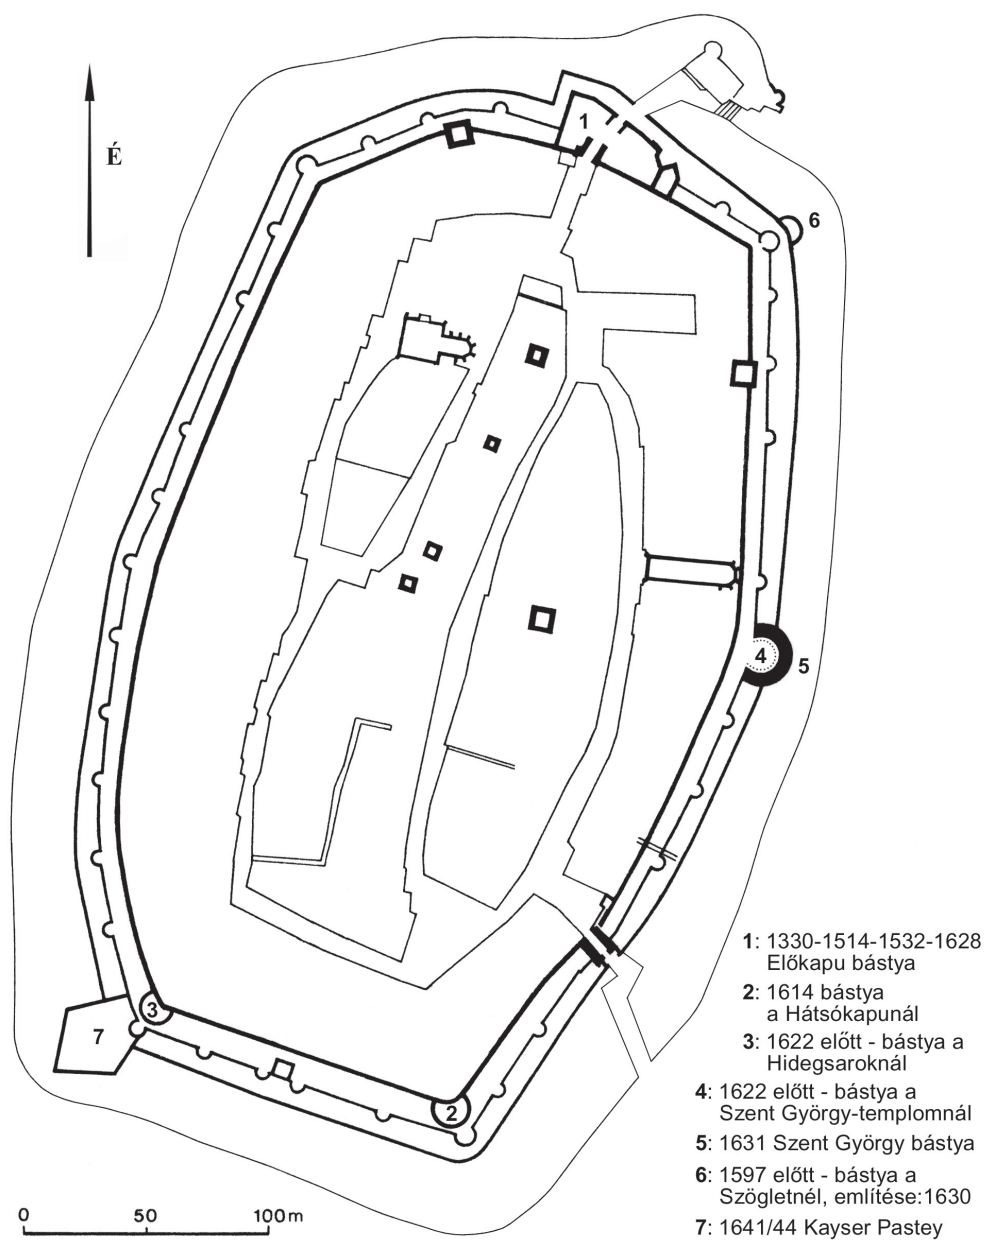 1
6
É
4
5
3
7
2
1: 1330-1514-1532-1628
Előkapu bástya
2: 1614 bástya
a Hátsókapunál
3: 1622 előtt - bástya a
Hidegsaroknál
4: 1622 előtt - bástya a
Szent György-templomnál
5: 1631 Szent György bástya
6: 1597 előtt - bástya a
Szögletnél, említése:1630
7: 1641/44 Kayser Pastey
0 50 100m